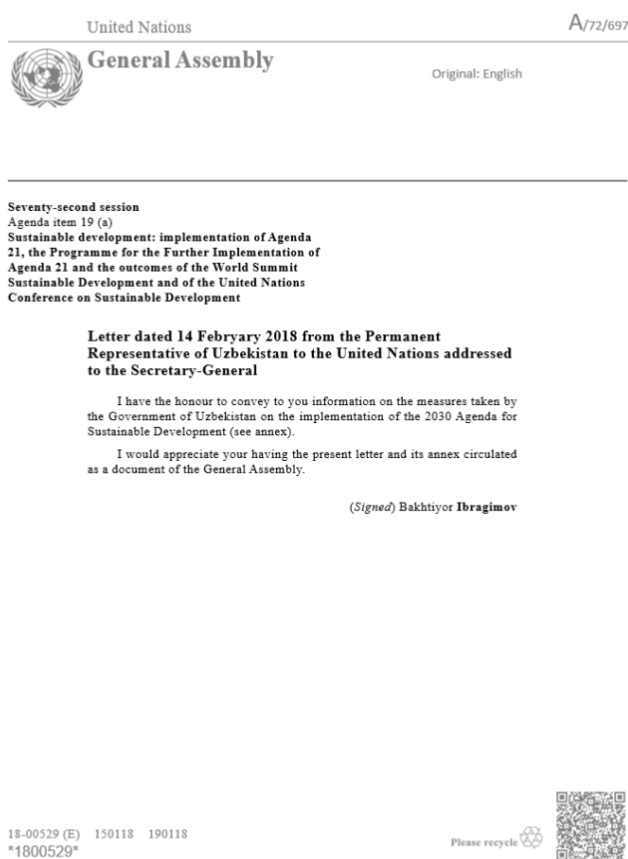 United Nations
A/72/697
General Assembly
Original: English
Seventy-second session
Agenda item 19 (a)
Sustainable development: implementation of Agenda
21, the Programme for the Further Implementation of
Agenda 21 and the outcomes of the World Summit
Sustainable Development and of the United Nations
Conference on Sustainable Development
Letter dated 14 Febryary 2018 from the Permanent
Representative of Uzbekistan to the United Nations addressed
to the Secretary-General
I have the honour to convey to you information on the measures taken by
the Government of Uzbekistan on the implementation of the 2030 Agenda for
Sustainable Development (see annex).
I would appreciate your having the present letter and its annex circulated
as a document of the General Assembly.
(Signed) Bakhtiyor Ibragimov
18-00529 (E) 150118 190118
*1800529*
Please recycle